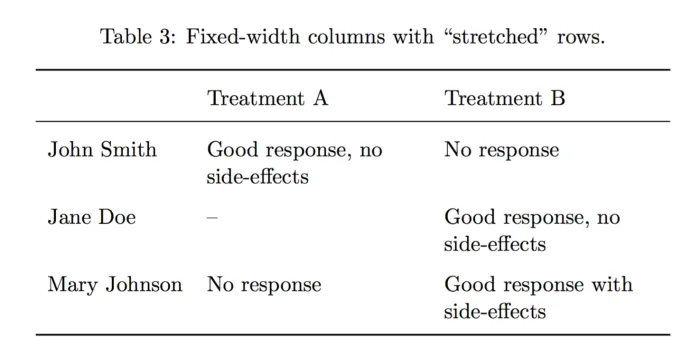 Table 3: Fixed-width columns with “stretched” rows.
Treatment A Treatment B
John Smith Good response, no No response
side-effects
Jane Doe – Good response, no
side-effects
Mary Johnson No response Good response with
side-effects